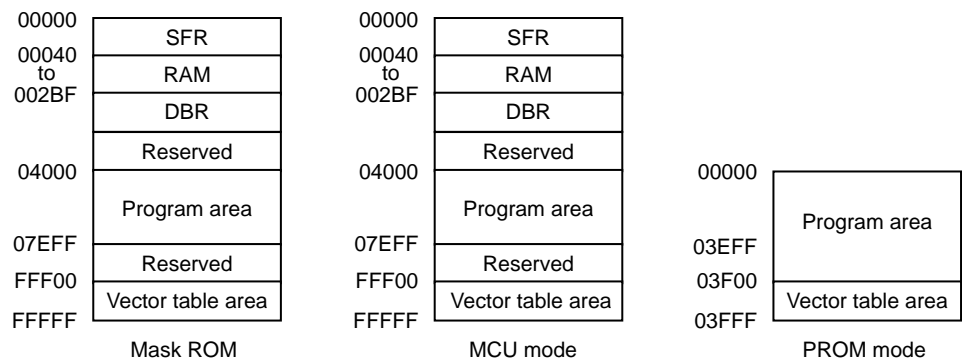 00000
SFR
00040
to
RAM
002BF
DBR
Reserved
04000
Program area
07EFF
Reserved
FFF00
Vector table area
FFFFF
Mask ROM
00000
SFR
00040
to
RAM
002BF
DBR
Reserved
04000
Program area
07EFF
Reserved
FFF00
Vector table area
FFFFF
MCU mode
00000
Program area
03EFF
03F00
Vector table area
03FFF
PROM mode